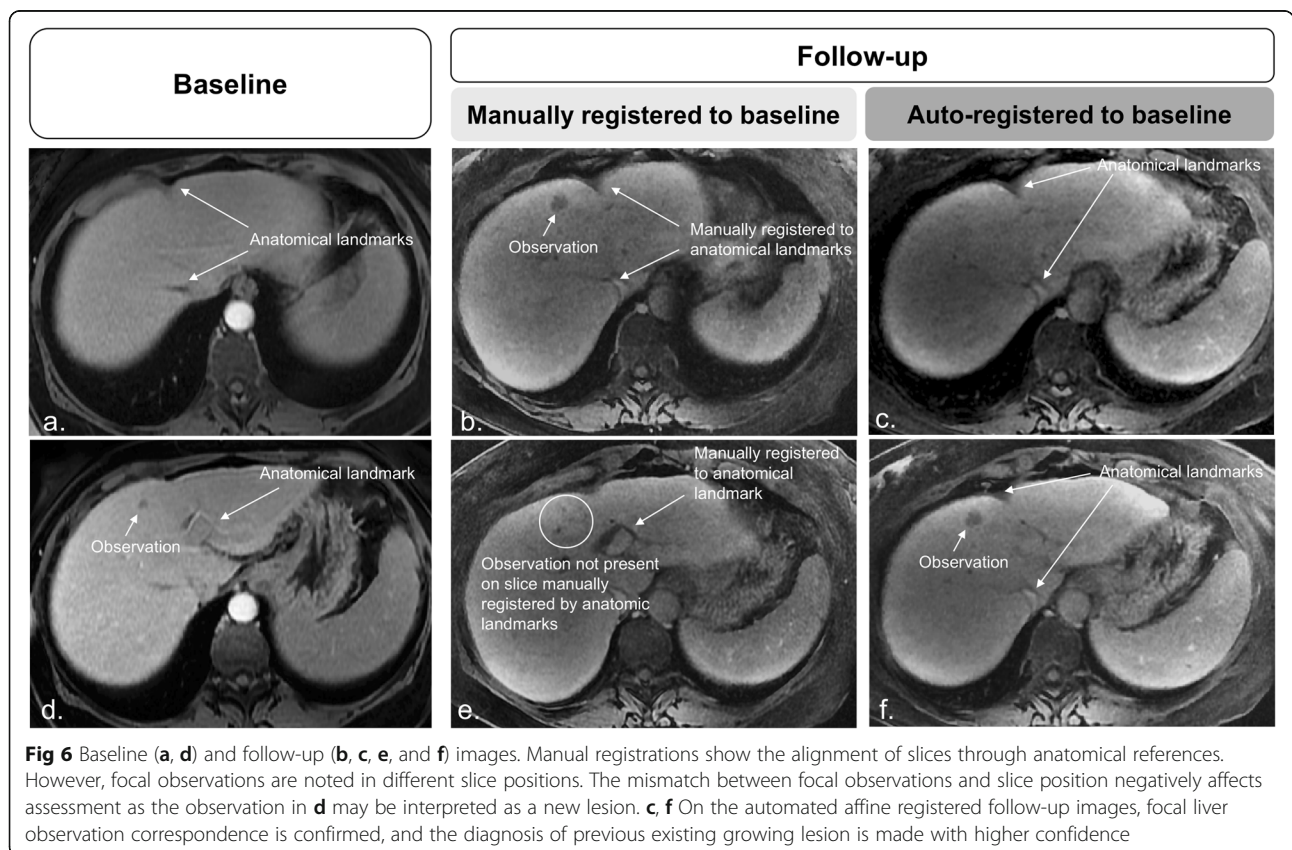 Baseline
Follow-up
Manually registered to baseline
Auto-registered to baseline
Anatomical landmarks
a.
Observation
Manually registered to
anatomical landmarks
b.
Anatomical landmarks
c.
Anatomical landmark
Observation
d.
Manually registered
to anatomical
landmark
Observation not present
on slice manually
registered by anatomic
landmarks
e.
Anatomical landmarks
Observation
f.
Fig 6 Baseline (a, d) and follow-up (b, c, e, and f) images. Manual registrations show the alignment of slices through anatomical references.
However, focal observations are noted in different slice positions. The mismatch between focal observations and slice position negatively affects
assessment as the observation in d may be interpreted as a new lesion. c, f On the automated affine registered follow-up images, focal liver
observation correspondence is confirmed, and the diagnosis of previous existing growing lesion is made with higher confidence